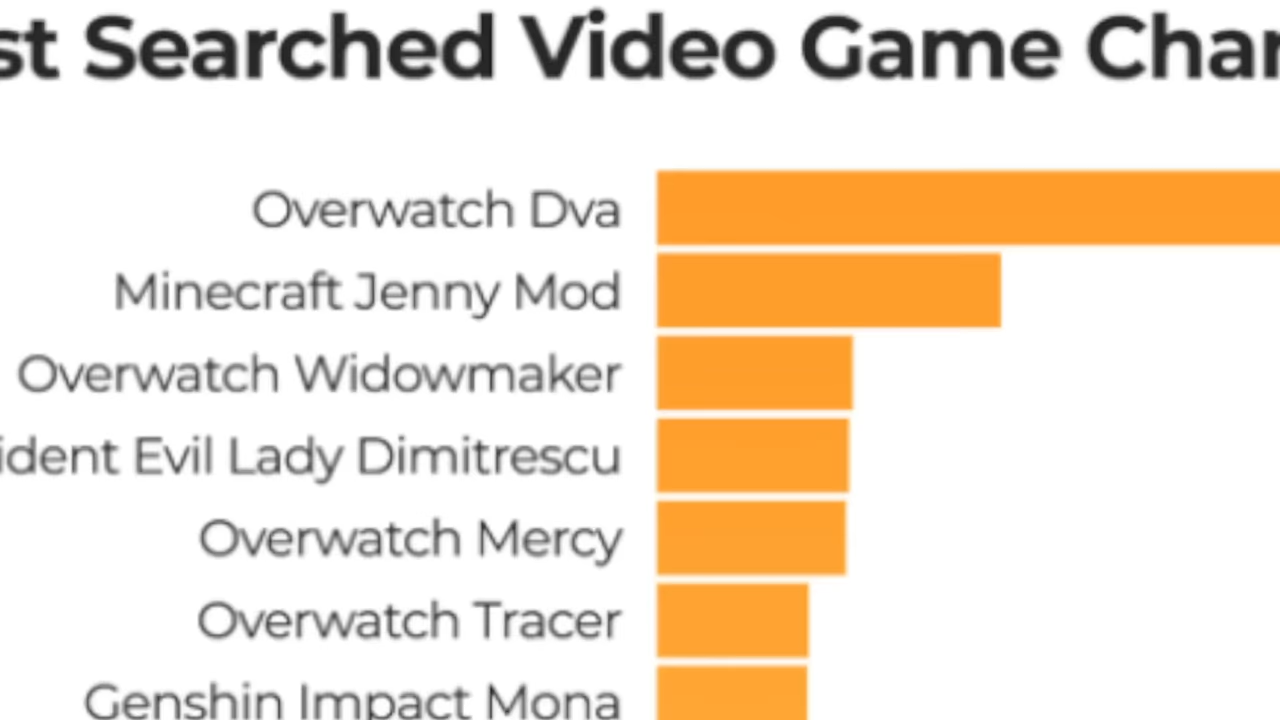 st Searched Video Game Char
Overwatch Dva
Minecraft Jenny Mod
Overwatch Widowmaker
ident Evil Lady Dimitrescu
Overwatch Mercy
Overwatch Tracer
Genshin Impact Mona